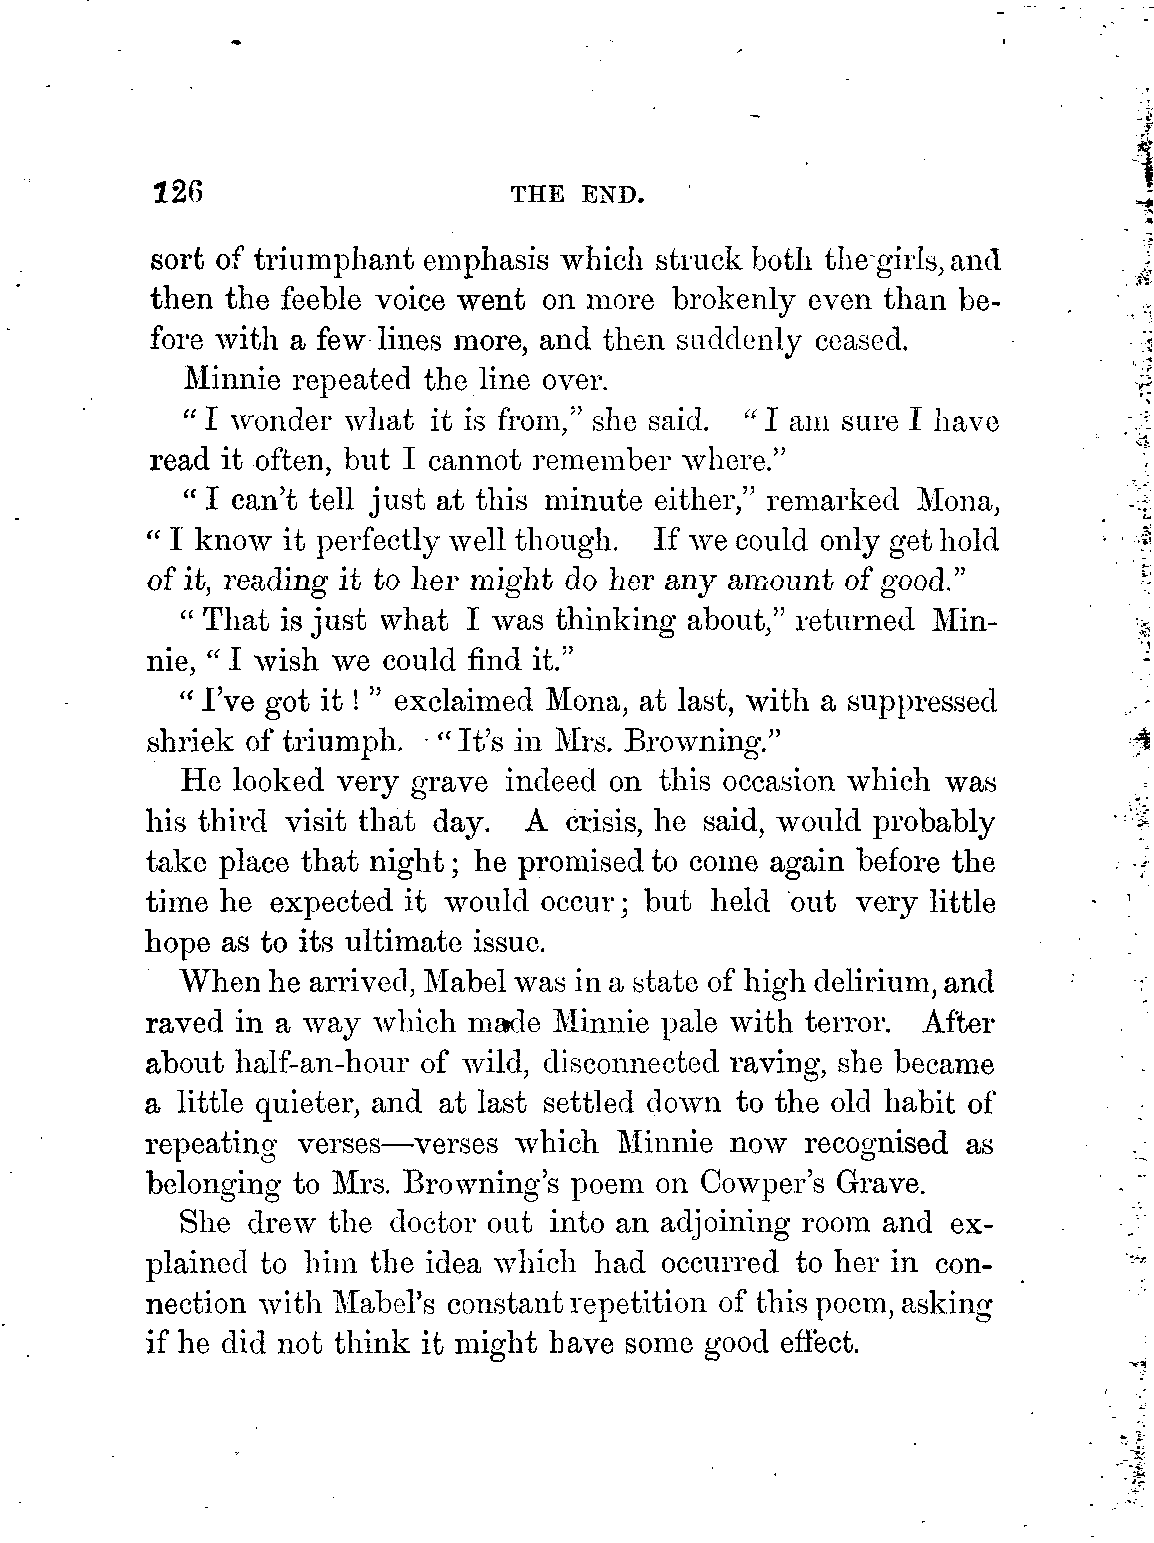 126 THE END.
sort of triumphant emphasis which struck both the girls, and
then the feeble voice went on more brokenly even than be-
fore with a few lines more, and then suddenly ceased.
Minnie repeated the line over.
" I wonder what it is from," she said. " I am sure I have
read it often, but I cannot remember where."
" I can't tell just at this minute either," remarked Mona,
" I know it perfectly well though. If we could only get hold
of it, reading it to her might do her any amount of good."
" That is just what I was thinking about," returned Min-
nie, " I wish we could find it."
" I've got it ! " exclaimed Mona, at last, with a suppressed
shriek of triumph. " It's in Mrs. Browning."
He looked very grave indeed on this occasion which was
his third visit that day. A crisis, he said, would probably
take place that night ; he promised to come again before the
time he expected it would occur ; but held out very little
hope as to its ultimate issue.
When he arrived, Mabel was in a state of high delirium, and
raved in a way which made Minnie pale with terror. After
about half-an-hour of wild, disconnected raving, she became
a little quieter, and at last settled down to the old habit of
repeating verses—verses which Minnie now recognised as
belonging to Mrs. Browning's poem on Cowper's Grave.
She drew the doctor out into an adjoining room and ex-
plained to him the idea which had occurred to her in con-
nection with Mabel's constant repetition of this poem, asking
if he did not think it might have some good effect.